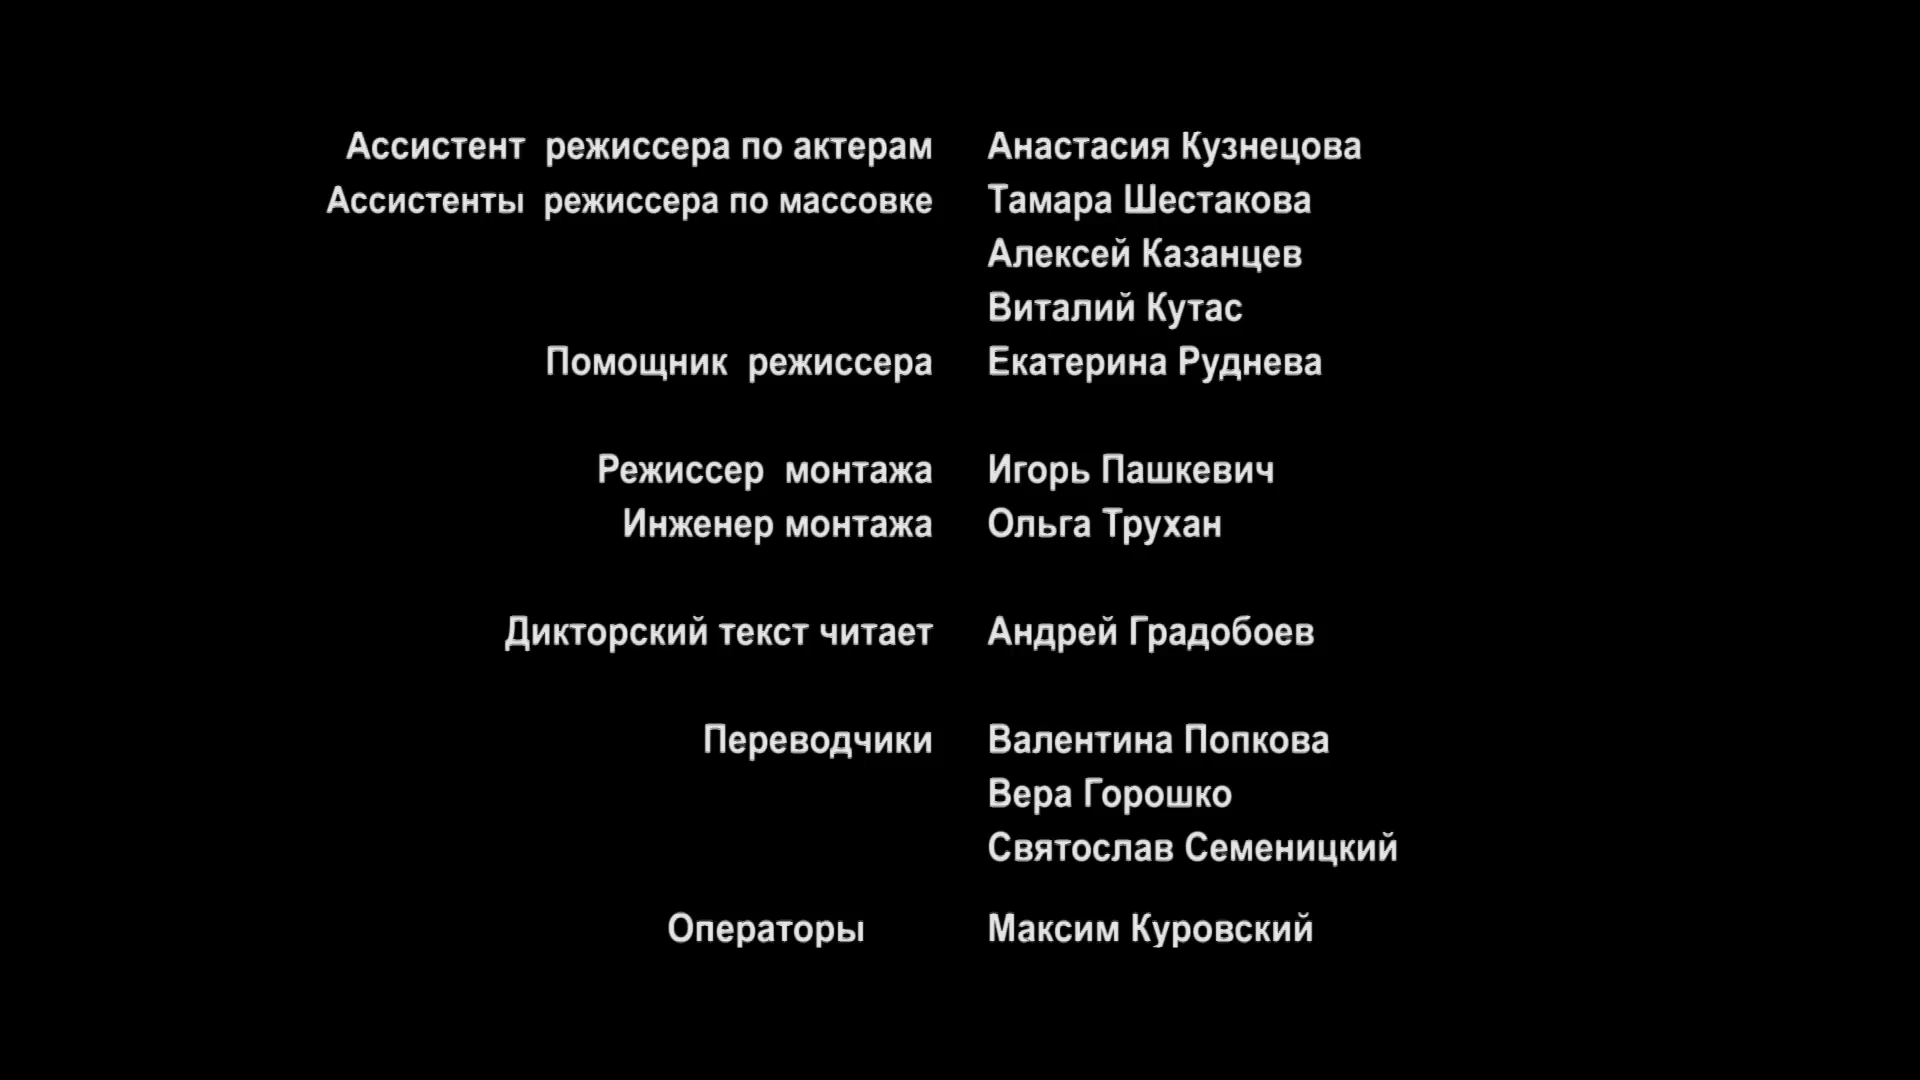 Ассистент режиссера по актерам Анастасия Кузнецова
Ассистенты режиссера по массовке Тамара Шестакова
Алексей Казанцев
Виталий Кутас
Помощник режиссера Екатерина Руднева
Режиссер монтажа Игорь Пашкевич
Инженер монтажа Ольга Трухан
Дикторский текст читает Андрей Градобоев
Переводчики Валентина Попкова
Вера Горошко
Святослав Семеницкий
Операторы Максим Куровский